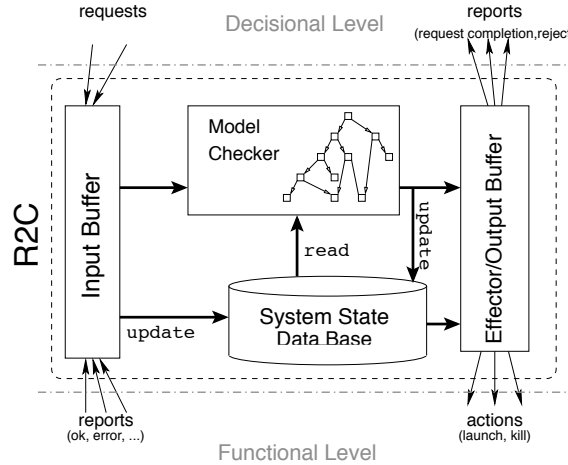 requests
Decisional Level
reports
(request completion,reject
R2C
Input Buffer
Model
Checker
Effector/Output Buffer
read
update
update
System State
Data Base
reports
(ok, error, ...)
actions
(launch, kill)
Functional Level